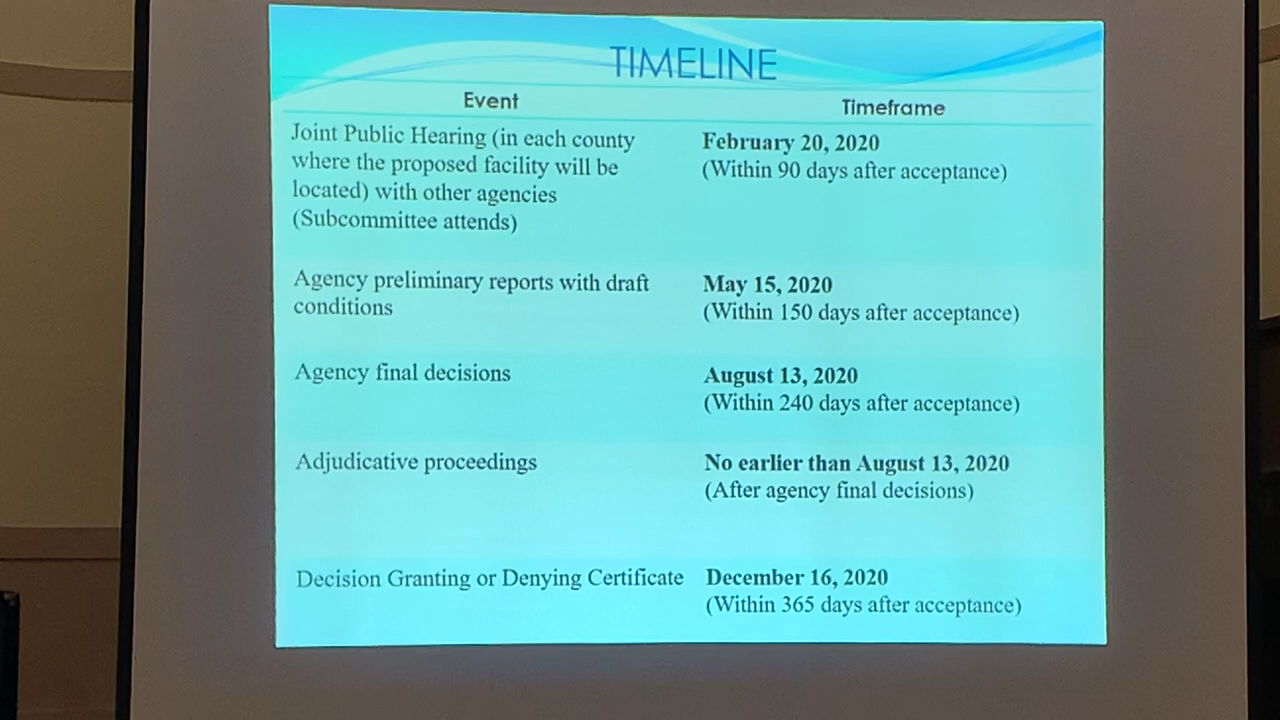 TIMELINE
Event
Timeframe
Joint Public Hearing (in each county
where the proposed facility will be
located) with other agencies
(Subcommittee attends)
February 20, 2020
(Within 90 days after acceptance)
Agency preliminary reports with draft
conditions
May 15, 2020
(Within 150 days after acceptance)
Agency final decisions
August 13, 2020
(Within 240 days after acceptance)
Adjudicative proceedings
No earlier than August 13, 2020
(After agency final decisions)
Decision Granting or Denying Certificate
December 16, 2020
(Within 365 days after acceptance)